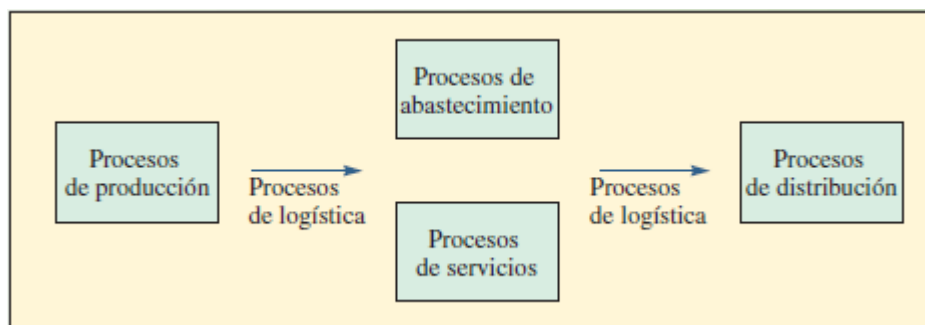 Procesos de
abastecimiento
Procesos
de producción
Procesos
de logística
Procesos
de logística
Procesos
de distribución
Procesos
de servicios